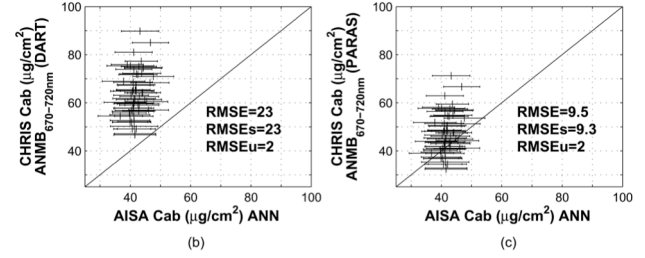 CHRIS Cab (μg/cm²)
ANMB670−720nm (DART)
100
80
60
40
RMSE=23
RMSEs=23
RMSEu=2
40 60 80 100
AISA Cab (μg/cm²) ANN
(b)
CHRIS Cab (μg/cm²)
ANMB670−720nm (PARAS)
100
80
60
40
RMSE=9.5
RMSEs=9.3
RMSEu=2
40 60 80 100
AISA Cab (μg/cm²) ANN
(c)